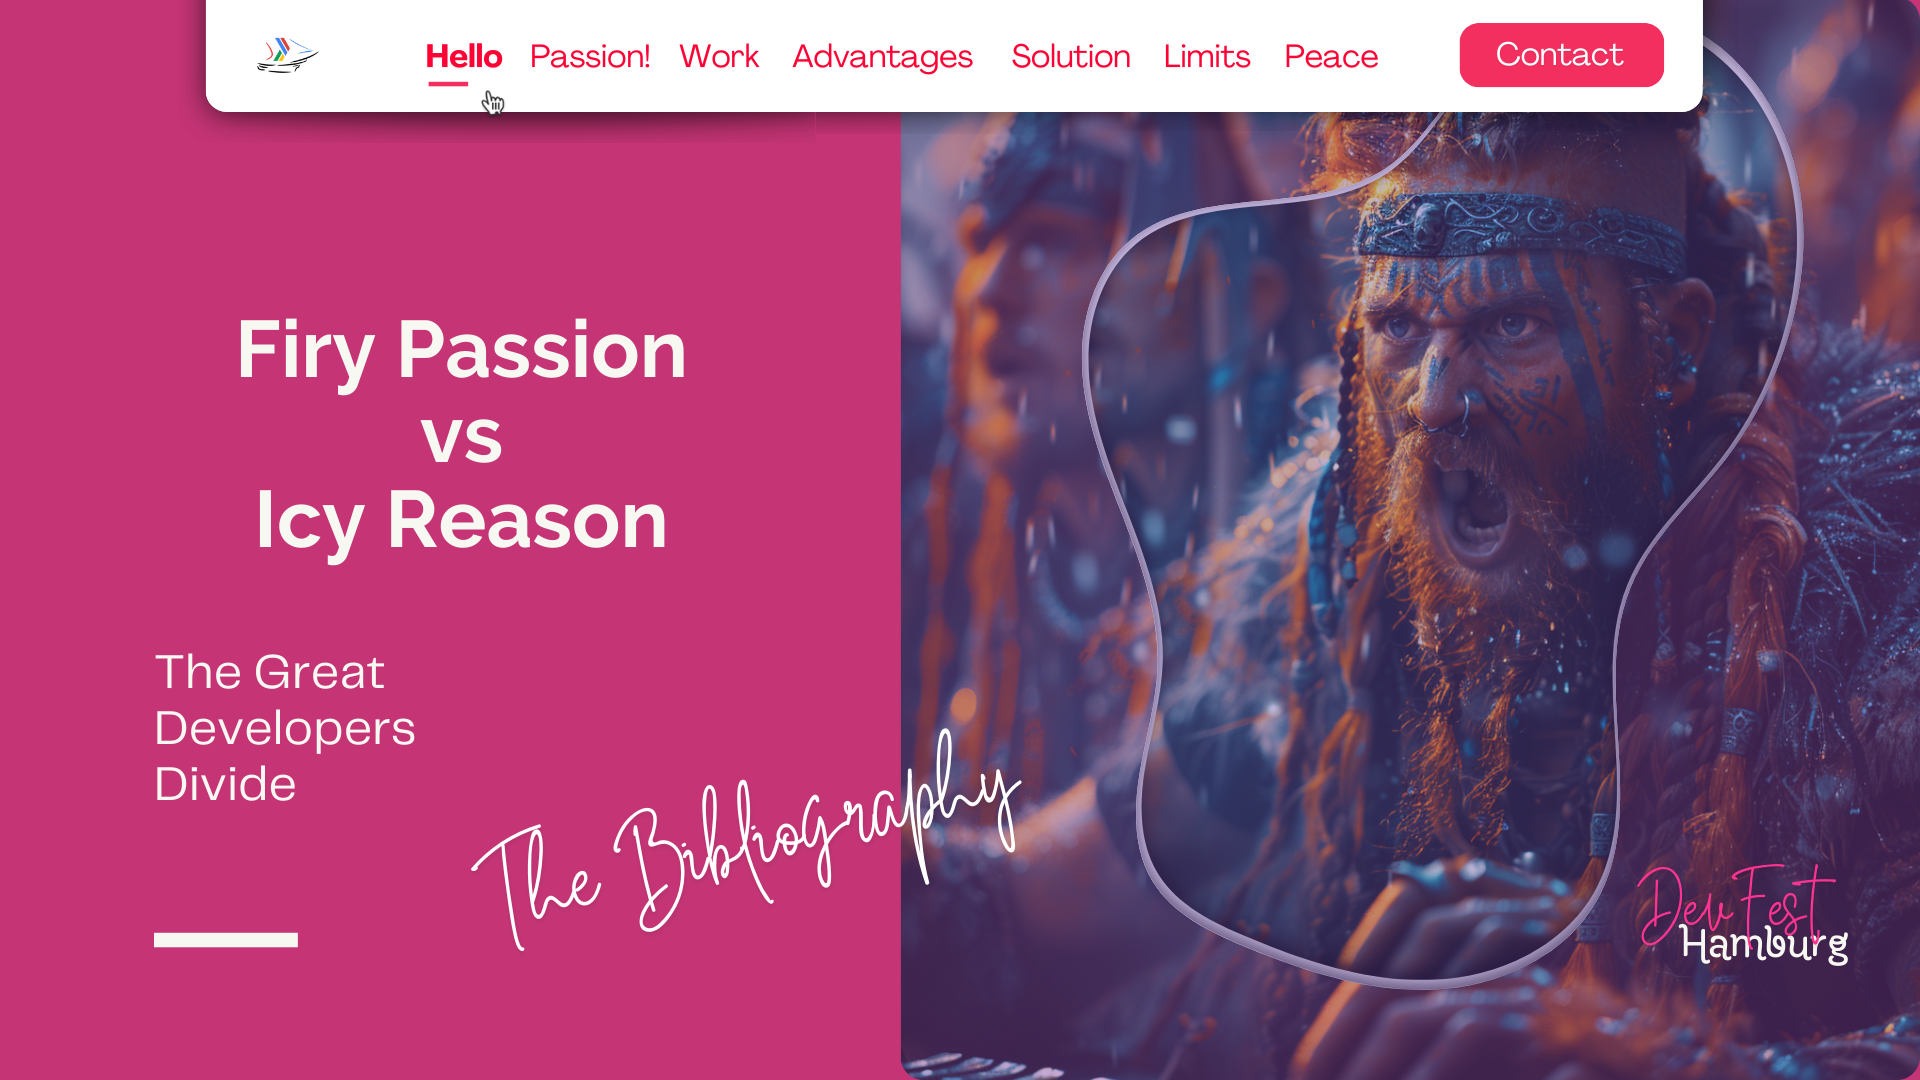 Hello Passion! Work Advantages Solution Limits Peace Contact
Firy Passion
vs
Icy Reason
The Great
Developers
Divide
The Bibliography
DevFest
Hamburg